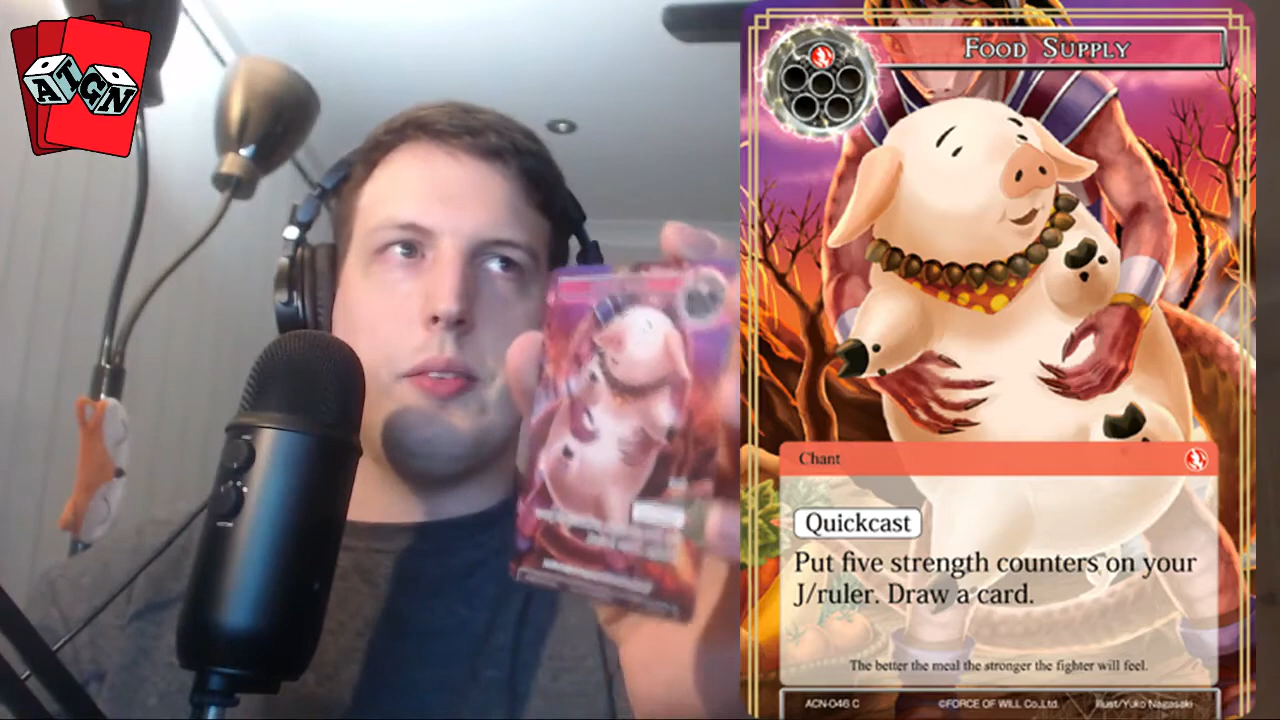 ATCN
FOOD SUPPLY
Chant
Quickcast
Put five strength counters on your
J/ruler. Draw a card.
The better the meal the stronger the fighter will feel.
ACN-046 C ©FORCE OF WILL Co.,Ltd. Illust/Yuko Nagasaki